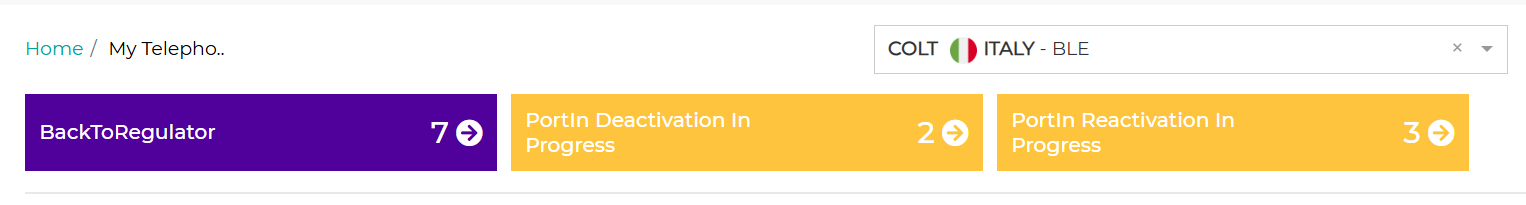 Home / My Telepho..
COLT ITALY - BLE ×
BackToRegulator 7
PortIn Deactivation In
Progress 2
PortIn Reactivation In
Progress 3